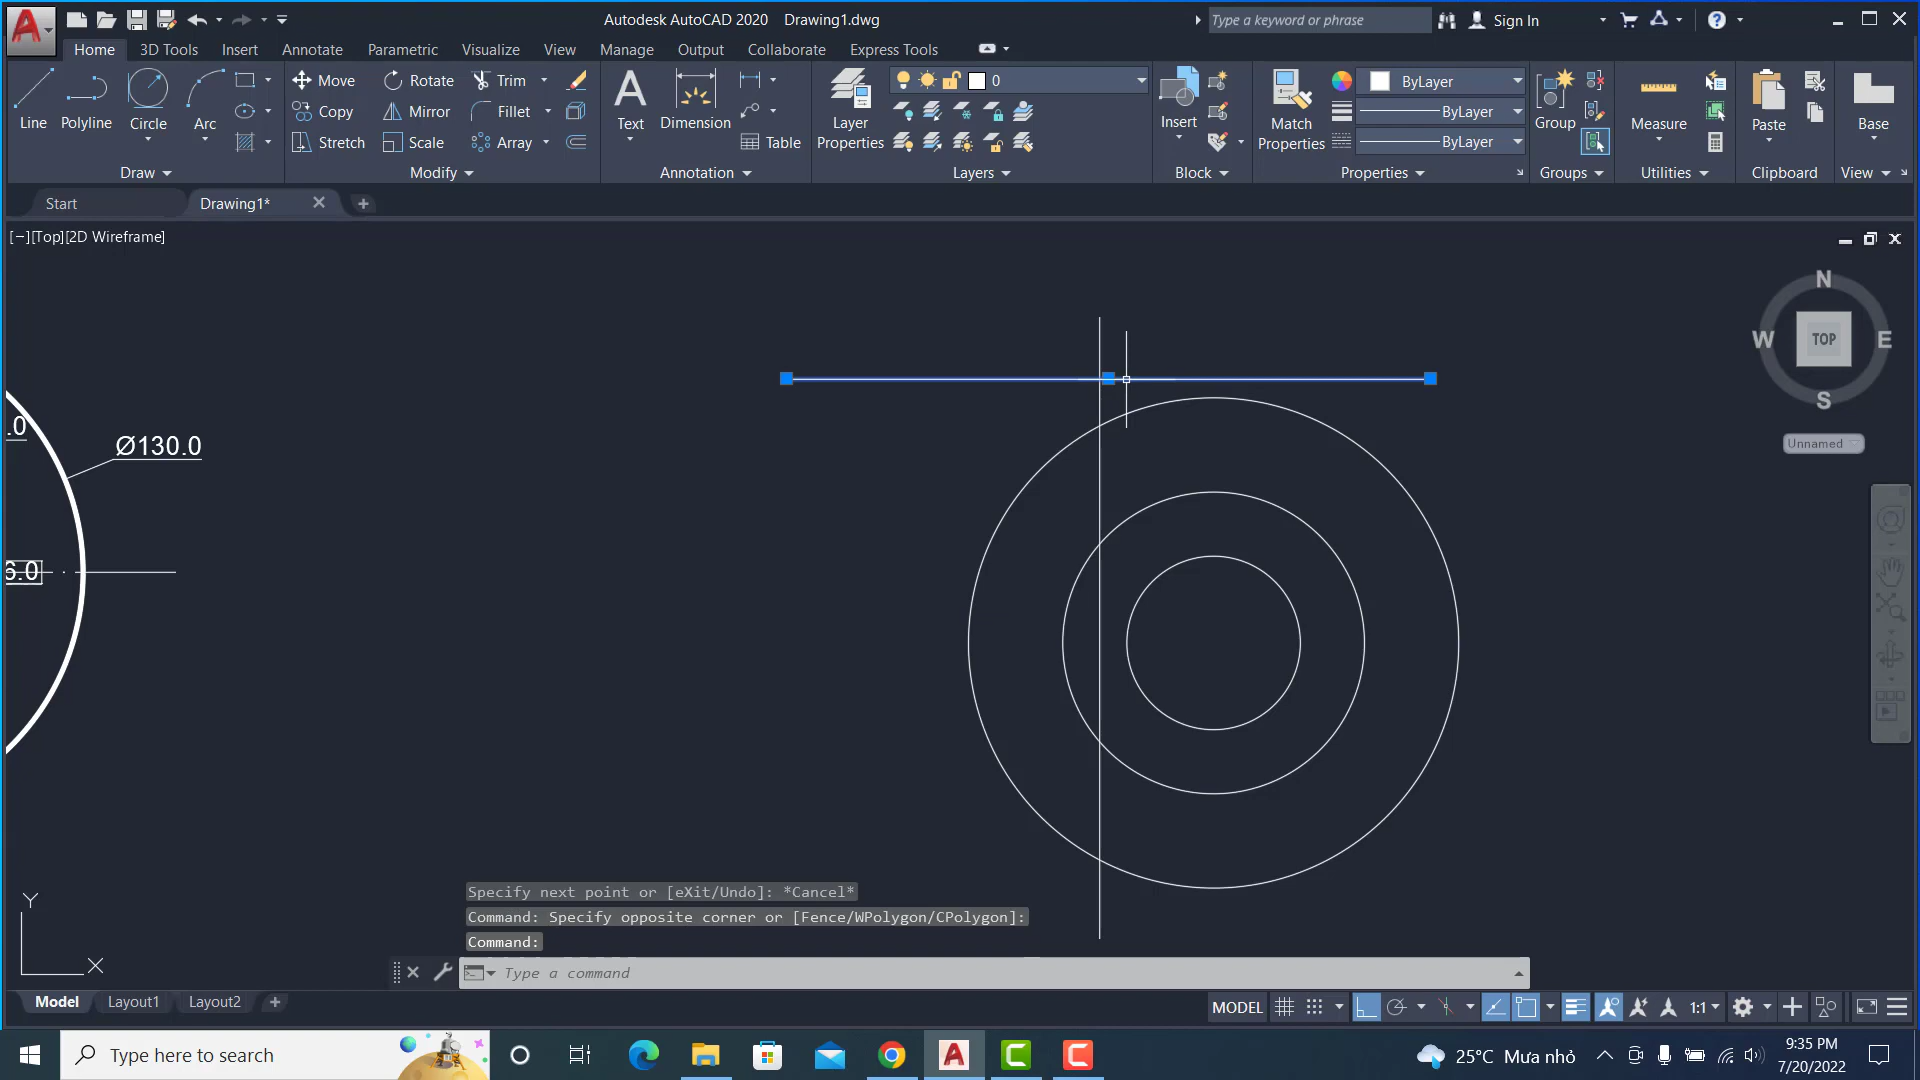 Autodesk AutoCAD 2020 Drawing1.dwg
Type a keyword or phrase
Sign In
Home 3D Tools Insert Annotate Parametric Visualize View Manage Output Collaborate Express Tools
Line Polyline Circle Arc
Move Rotate Trim
Copy Mirror Fillet
Stretch Scale Array
Text Dimension
Table
Layer Properties
0
Insert
Match Properties
ByLayer
ByLayer
ByLayer
Group
Measure
Paste
Base
Draw Modify Annotation Layers Block Properties Groups Utilities Clipboard View
Start Drawing1*
[−][Top][2D Wireframe]
N
W TOP E
S
Unnamed
.0
Ø130.0
6.0
Y
X
Specify next point or [eXit/Undo]: *Cancel*
Command: Specify opposite corner or [Fence/WPolygon/CPolygon]:
Command:
Type a command
Model Layout1 Layout2
MODEL 1:1
Type here to search
25°C Mưa nhỏ
9:35 PM
7/20/2022